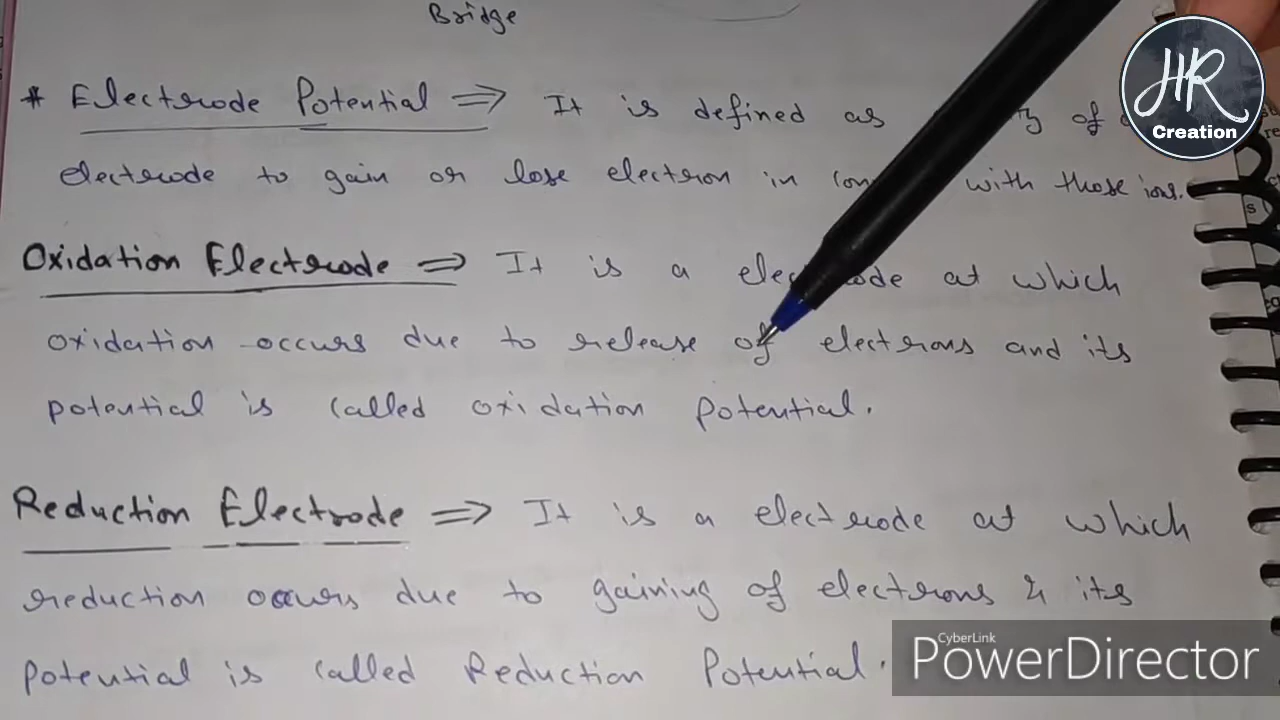 Bridge
* Electrode Potential ⇒ It is defined as of
electrode to gain or lose electron in with those ions.
Oxidation Electrode ⇒ It is a electrode at which
oxidation occurs due to release of electrons and its
potential is called oxidation potential.
Reduction Electrode ⇒ It is a electrode at which
reduction occurs due to gaining of electrons & its
potential is called Reduction Potential.
HR
Creation
CyberLink
PowerDirector